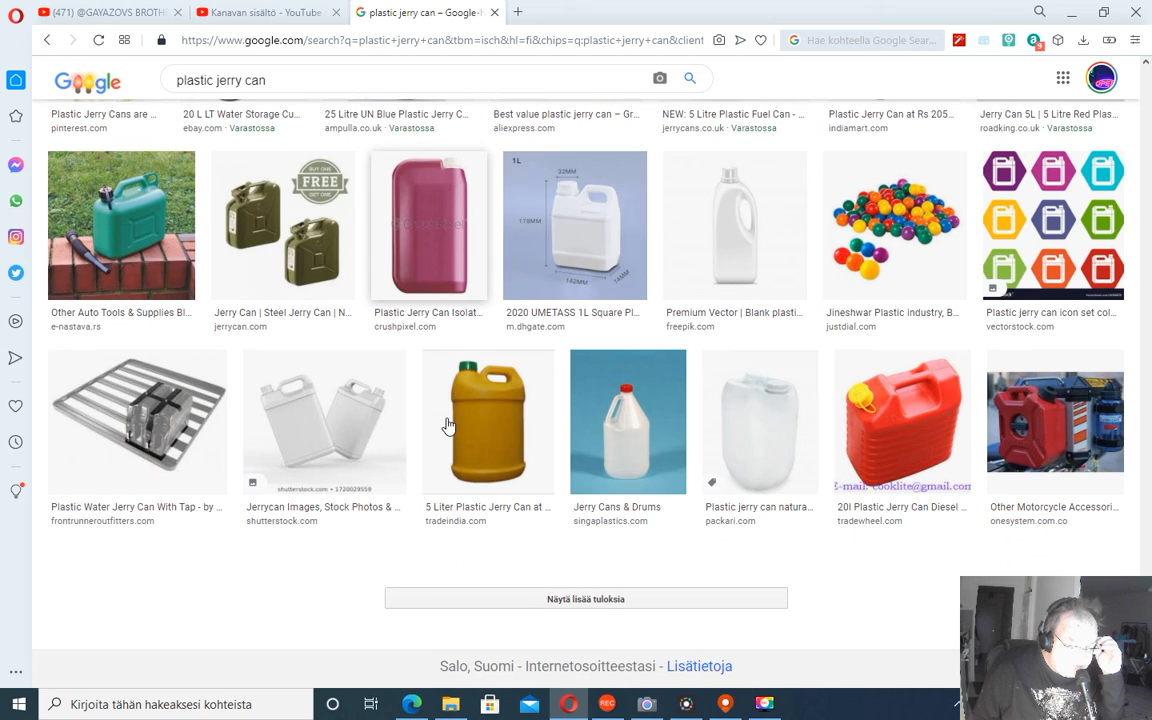 (471) @GAYAZOVS BROTH
Kanavan sisältö - YouTube
plastic jerry can – Google-h
https://www.google.com/search?q=plastic+jerry+can&tbm=isch&hl=fi&chips=q:plastic+jerry+can&client
Hae kohteella Google Sear...
9
Google
plastic jerry can
Plastic Jerry Cans are ...
20 L LT Water Storage Cu...
25 Litre UN Blue Plastic Jerry C...
Best value plastic jerry can – Gr...
NEW: 5 Litre Plastic Fuel Can - ...
Plastic Jerry Can at Rs 205...
Jerry Can 5L | 5 Litre Red Plas...
pinterest.com
ebay.com · Varastossa
ampulla.co.uk · Varastossa
aliexpress.com
jerrycans.co.uk · Varastossa
indiamart.com
roadking.co.uk · Varastossa
BUY ONE
FREE
GET ONE
1L
32MM
178MM
142MM
74MM
Other Auto Tools & Supplies Bl...
Jerry Can | Steel Jerry Can | N...
Plastic Jerry Can Isolat...
2020 UMETASS 1L Square Pl...
Premium Vector | Blank plasti...
Jineshwar Plastic industry, B...
Plastic jerry can icon set col...
e-nastava.rs
jerrycan.com
crushpixel.com
m.dhgate.com
freepik.com
justdial.com
vectorstock.com
shutterstock.com • 1720029559
E-mail: cooklite@gmail.com
Plastic Water Jerry Can With Tap - by ...
Jerrycan Images, Stock Photos & ...
5 Liter Plastic Jerry Can at ...
Jerry Cans & Drums
Plastic jerry can natura...
20l Plastic Jerry Can Diesel ...
Other Motorcycle Accessori...
frontrunneroutfitters.com
shutterstock.com
tradeindia.com
singaplastics.com
packari.com
tradewheel.com
onesystem.com.co
Näytä lisää tuloksia
Salo, Suomi - Internetosoitteestasi - Lisätietoja
Kirjoita tähän hakeaksesi kohteista
REC